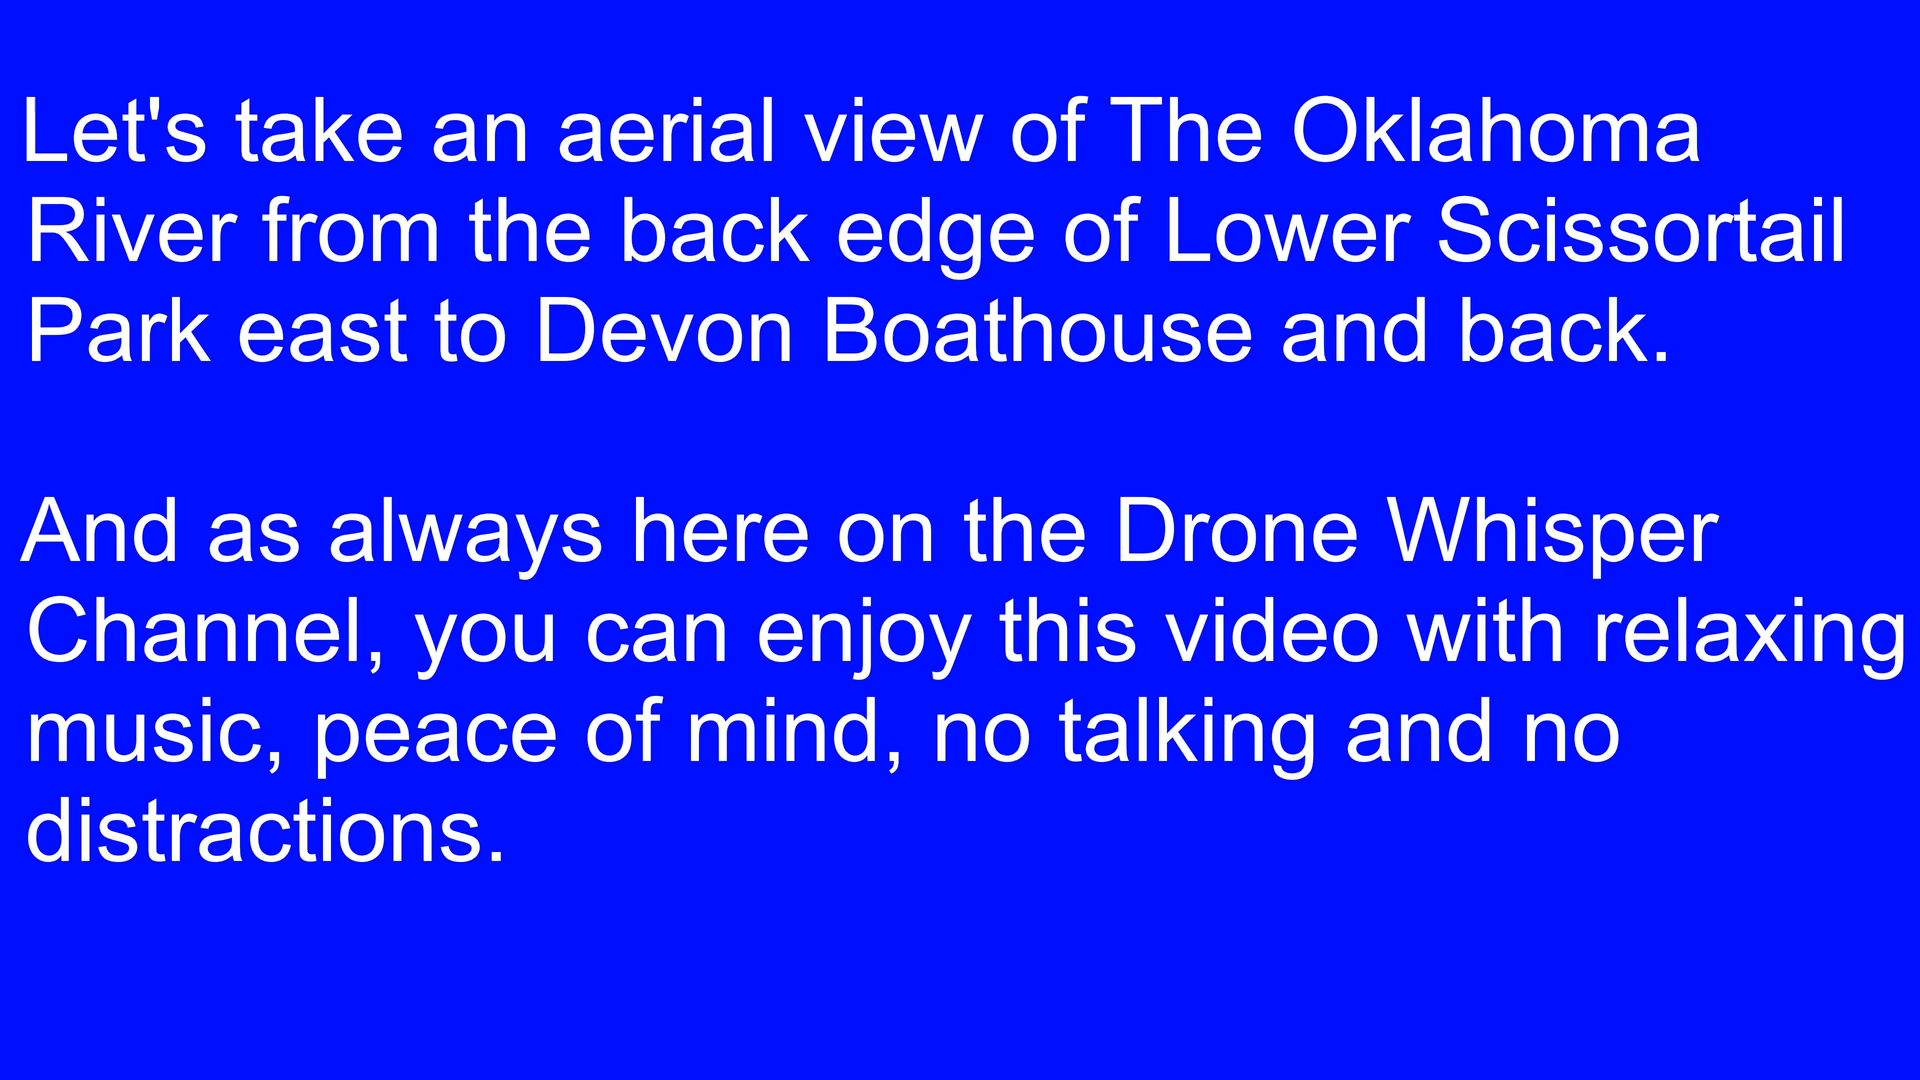 Let's take an aerial view of The Oklahoma
River from the back edge of Lower Scissortail
Park east to Devon Boathouse and back.
And as always here on the Drone Whisper
Channel, you can enjoy this video with relaxing
music, peace of mind, no talking and no
distractions.